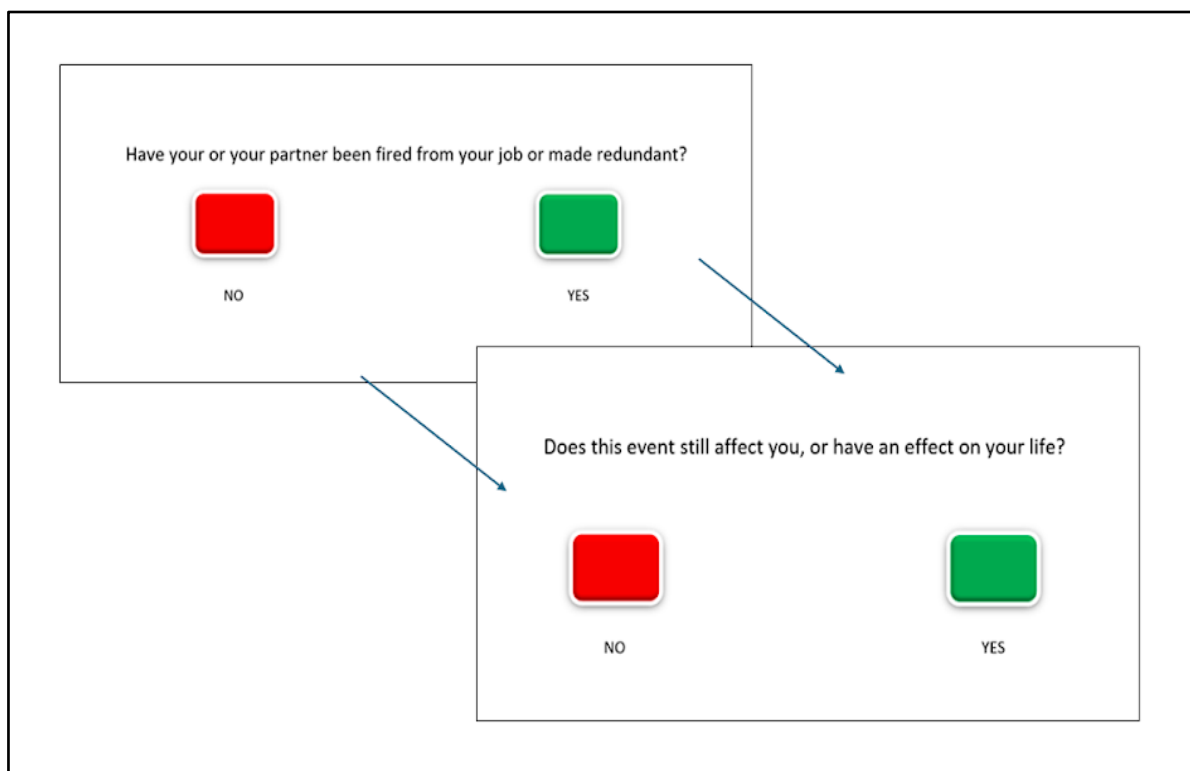 Have your or your partner been fired from your job or made redundant?
NO
YES
Does this event still affect you, or have an effect on your life?
NO
YES